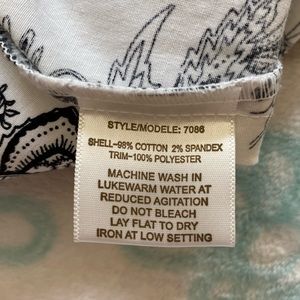 STYLE/MODELE: 7086
SHELL-98% COTTON 2% SPANDEX
TRIM-100% POLYESTER
MACHINE WASH IN
LUKEWARM WATER AT
REDUCED AGITATION
DO NOT BLEACH
LAY FLAT TO DRY
IRON AT LOW SETTING